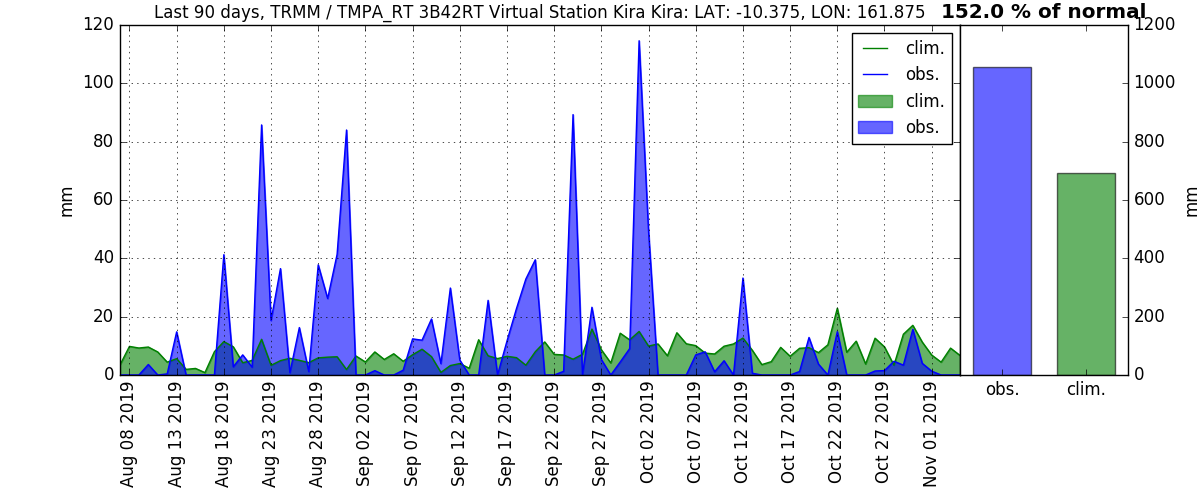 Last 90 days, TRMM / TMPA_RT 3B42RT Virtual Station Kira Kira: LAT: -10.375, LON: 161.875 152.0 % of normal
120
100
80
60
40
20
0
mm
clim.
obs.
clim.
obs.
1200
1000
800
600
400
200
0
mm
obs.
clim.
Aug 08 2019
Aug 13 2019
Aug 18 2019
Aug 23 2019
Aug 28 2019
Sep 02 2019
Sep 07 2019
Sep 12 2019
Sep 17 2019
Sep 22 2019
Sep 27 2019
Oct 02 2019
Oct 07 2019
Oct 12 2019
Oct 17 2019
Oct 22 2019
Oct 27 2019
Nov 01 2019